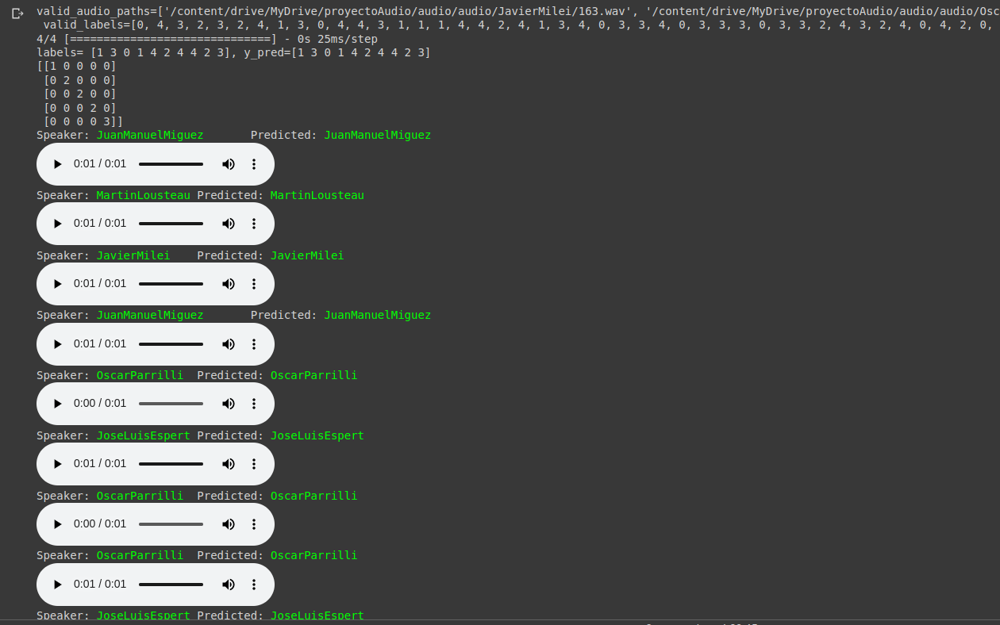 valid_audio_paths=['/content/drive/MyDrive/proyectoAudio/audio/audio/JavierMilei/163.wav', '/content/drive/MyDrive/proyectoAudio/audio/audio/Osc
valid_labels=[0, 4, 3, 2, 3, 2, 4, 1, 3, 0, 4, 4, 3, 1, 1, 1, 4, 4, 2, 4, 1, 3, 4, 0, 3, 3, 4, 0, 3, 3, 3, 0, 3, 3, 2, 4, 3, 2, 4, 0, 4, 2, 0,
4/4 [==============================] - 0s 25ms/step
labels= [1 3 0 1 4 2 4 4 2 3], y_pred=[1 3 0 1 4 2 4 4 2 3]
[[1 0 0 0 0]
[0 2 0 0 0]
[0 0 2 0 0]
[0 0 0 2 0]
[0 0 0 0 3]]
Speaker: JuanManuelMiguez Predicted: JuanManuelMiguez
0:01 / 0:01
Speaker: MartinLousteau Predicted: MartinLousteau
0:01 / 0:01
Speaker: JavierMilei Predicted: JavierMilei
0:01 / 0:01
Speaker: JuanManuelMiguez Predicted: JuanManuelMiguez
0:01 / 0:01
Speaker: OscarParrilli Predicted: OscarParrilli
0:00 / 0:01
Speaker: JoseLuisEspert Predicted: JoseLuisEspert
0:01 / 0:01
Speaker: OscarParrilli Predicted: OscarParrilli
0:00 / 0:01
Speaker: OscarParrilli Predicted: OscarParrilli
0:01 / 0:01
Speaker: JoseLuisEspert Predicted: JoseLuisEspert